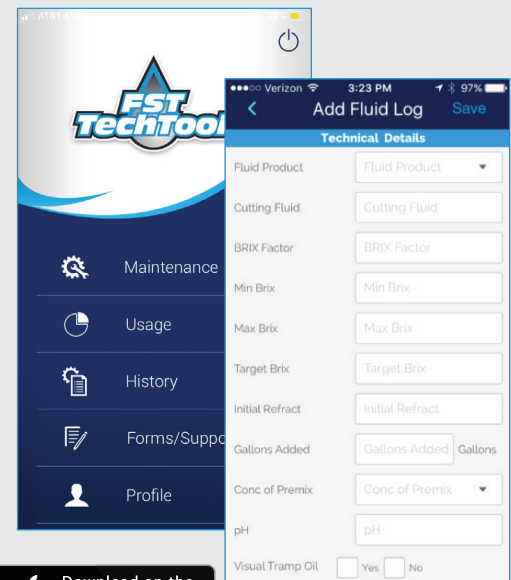 AT&T
FST
TechTool
Maintenance
Usage
History
Forms/Suppo
Profile
Download on the
Verizon 3:23 PM 97%
Add Fluid Log Save
Technical Details
Fluid Product Fluid Product
Cutting Fluid Cutting Fluid
BRIX Factor BRIX Factor
Min Brix Min Brix
Max Brix Max Brix
Target Brix Target Brix
Initial Refract Initial Refract
Gallons Added Gallons Added Gallons
Conc of Premix Conc of Premix
pH pH
Visual Tramp Oil Yes No